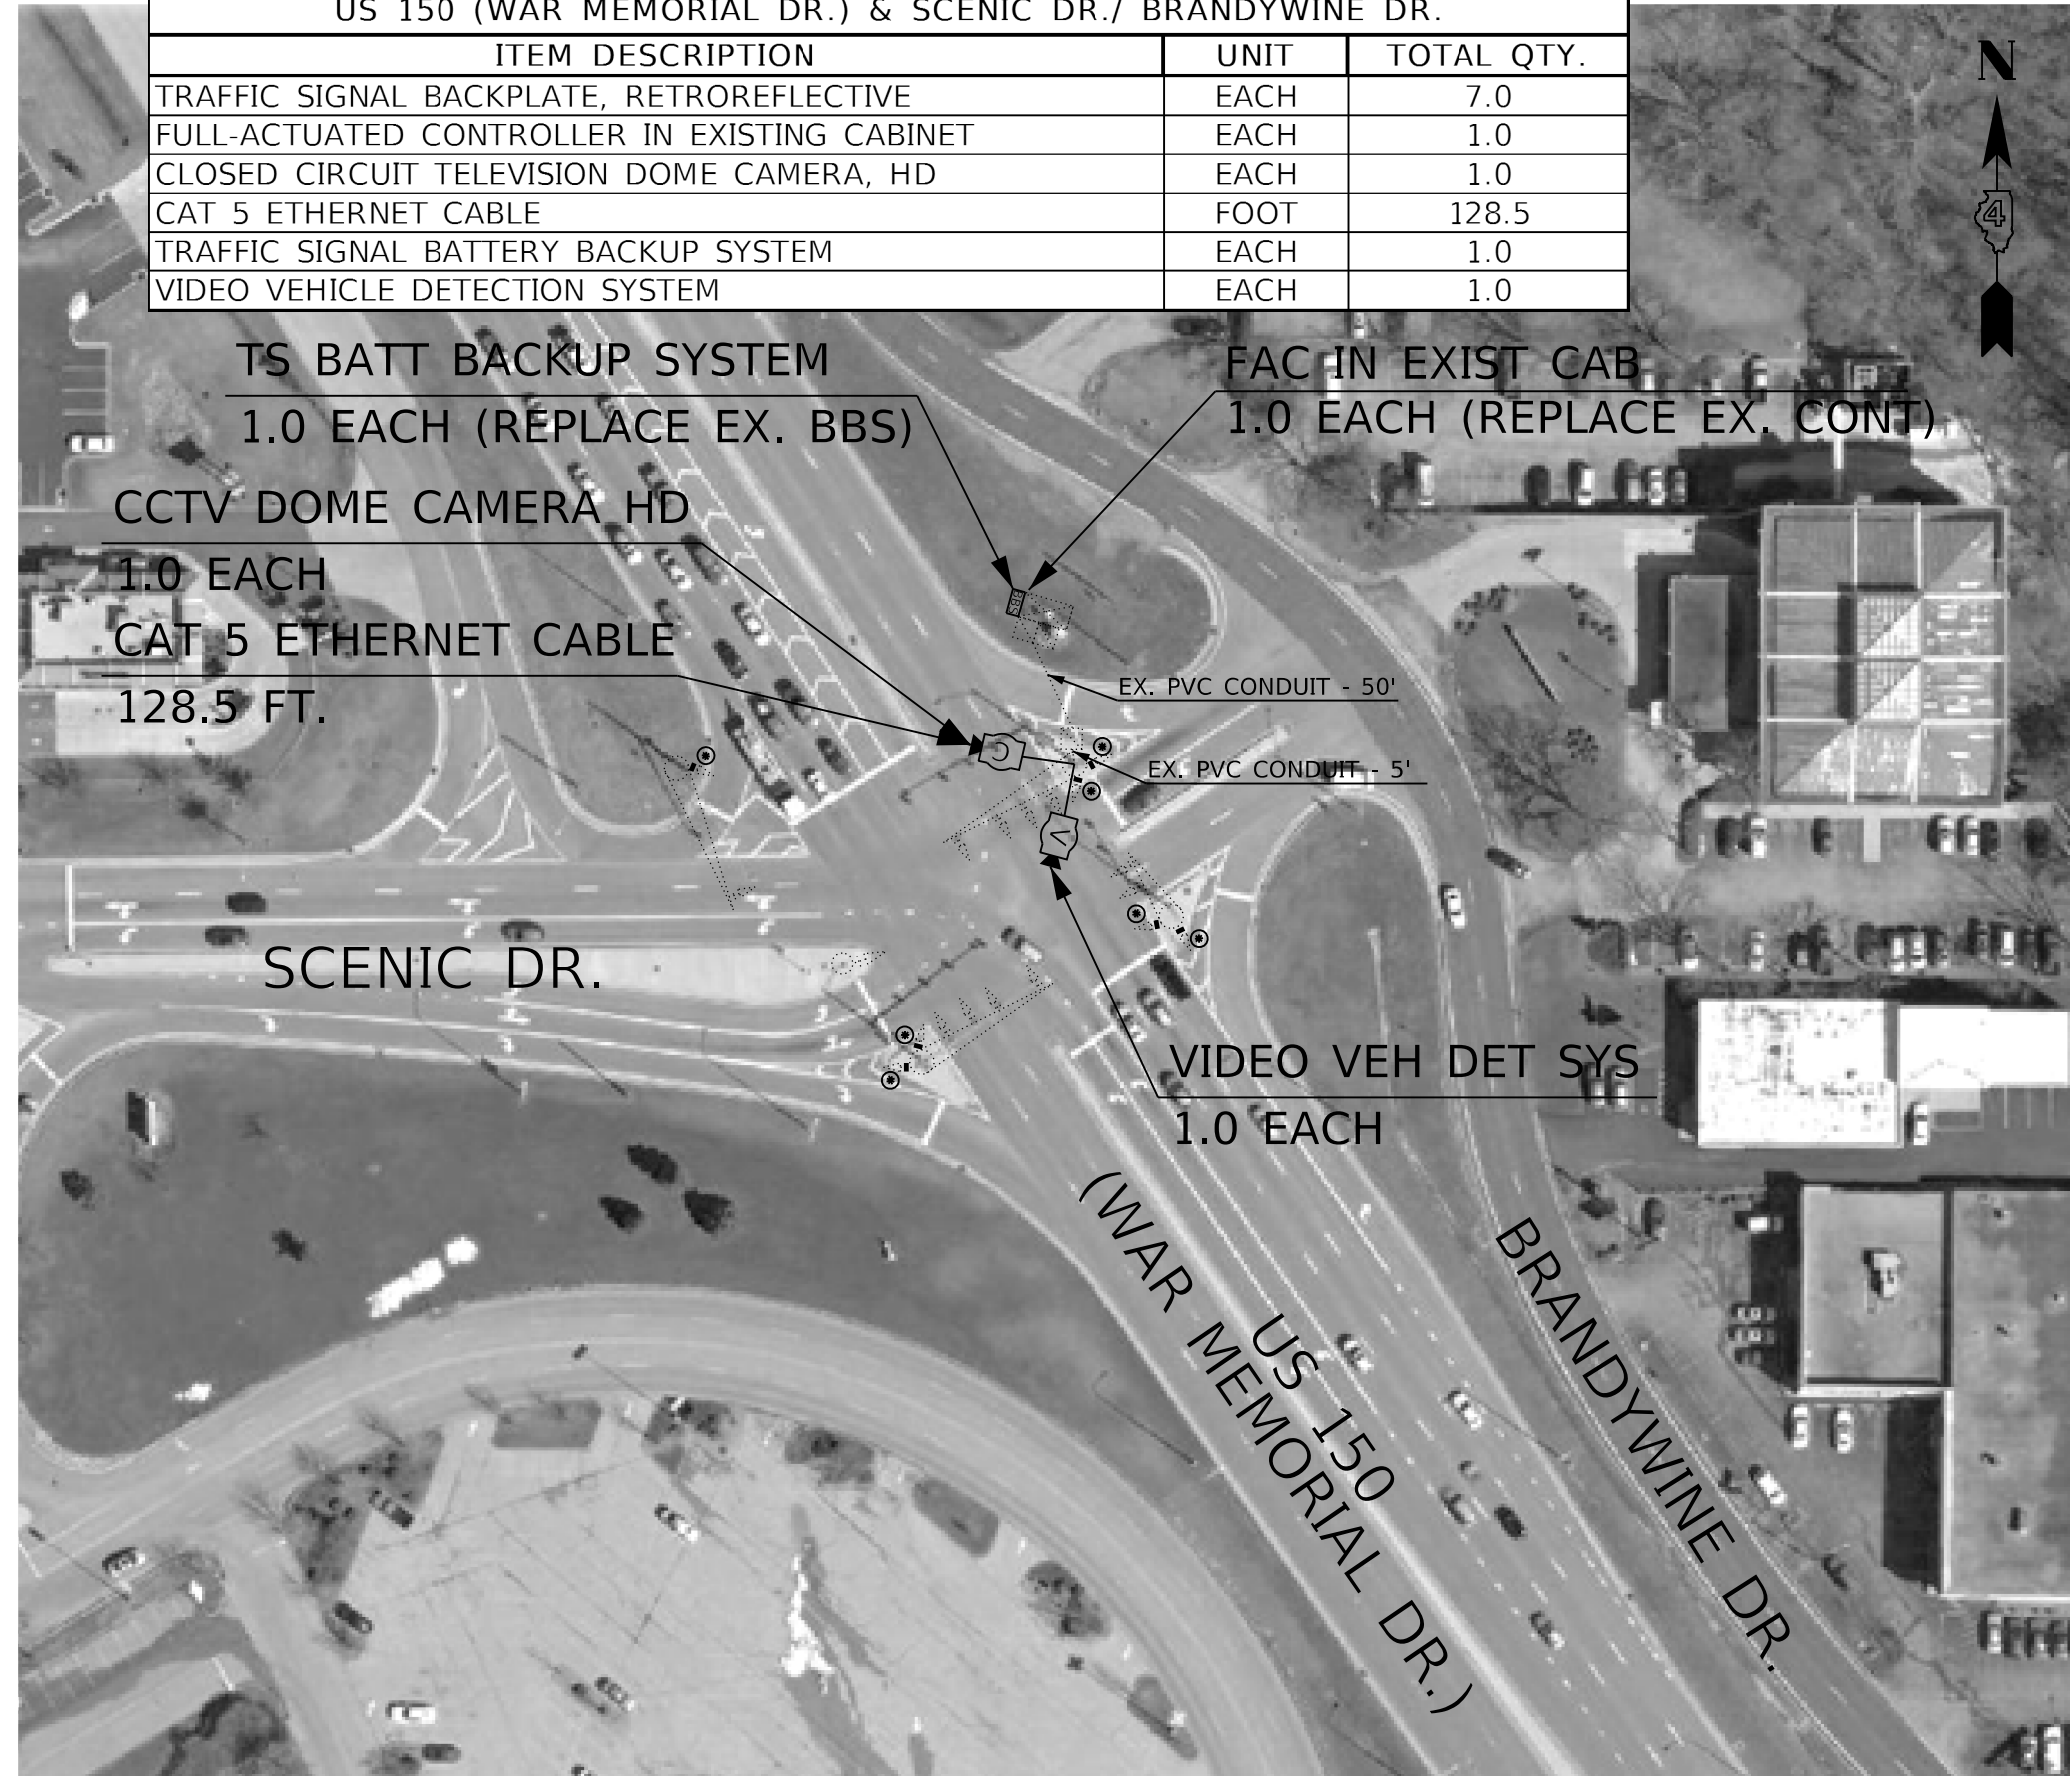 US 150 (WAR MEMORIAL DR.) & SCENIC DR./ BRANDYWINE DR.
ITEM DESCRIPTION UNIT TOTAL QTY.
TRAFFIC SIGNAL BACKPLATE, RETROREFLECTIVE EACH 7.0
FULL-ACTUATED CONTROLLER IN EXISTING CABINET EACH 1.0
CLOSED CIRCUIT TELEVISION DOME CAMERA, HD EACH 1.0
CAT 5 ETHERNET CABLE FOOT 128.5
TRAFFIC SIGNAL BATTERY BACKUP SYSTEM EACH 1.0
VIDEO VEHICLE DETECTION SYSTEM EACH 1.0
N
4
TS BATT BACKUP SYSTEM
1.0 EACH (REPLACE EX. BBS)
FAC IN EXIST CAB
1.0 EACH (REPLACE EX. CONT)
CCTV DOME CAMERA HD
1.0 EACH
CAT 5 ETHERNET CABLE
128.5 FT.
BBS
EX. PVC CONDUIT - 50'
C
EX. PVC CONDUIT - 5'
V
SCENIC DR.
VIDEO VEH DET SYS
1.0 EACH
US 150
(WAR MEMORIAL DR.)
BRANDYWINE DR.